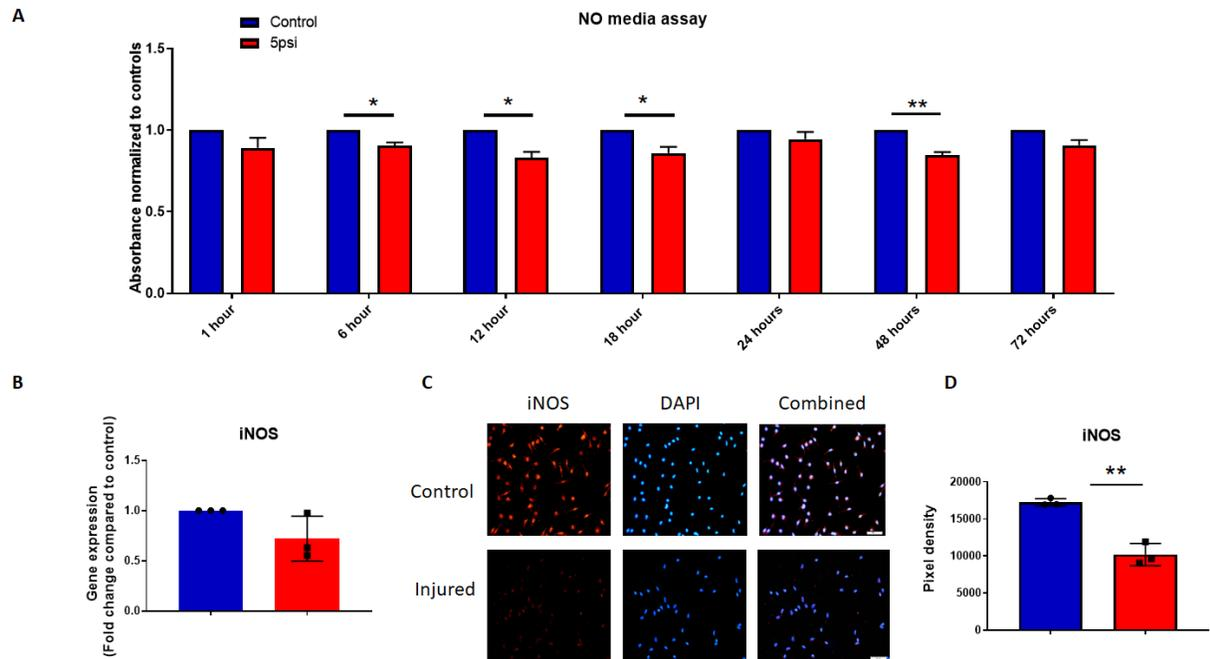 A
Control
5psi
NO media assay
Absorbance normalized to controls
1.5
1.0
0.5
0.0
*
*
*
**
1 hour
6 hour
12 hour
18 hour
24 hours
48 hours
72 hours
B
iNOS
Gene expression
(Fold change compared to control)
1.5
1.0
0.5
0.0
C
iNOS
DAPI
Combined
Control
Injured
D
iNOS
**
Pixel density
20000
15000
10000
5000
0